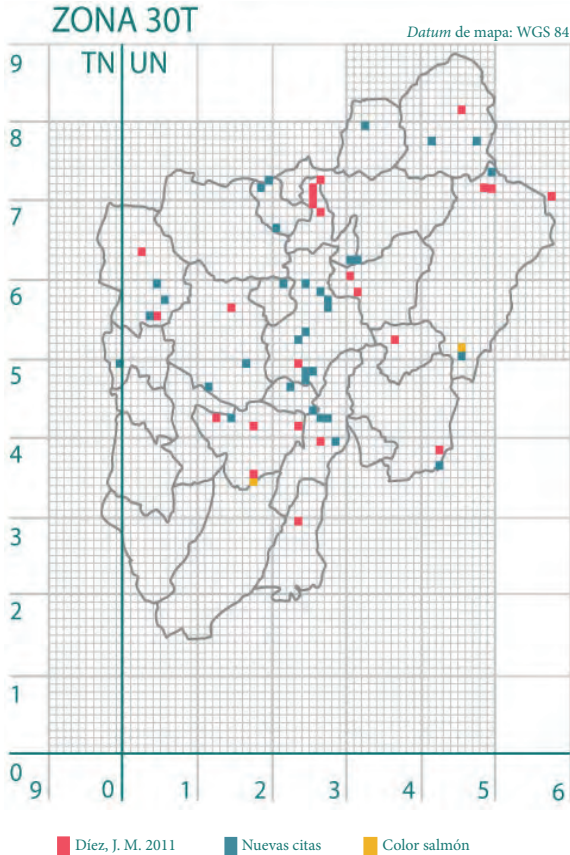 ZONA 30T
Datum de mapa: WGS 84
TN UN
9
8
7
6
5
4
3
2
1
0
9 0 1 2 3 4 5 6
Díez, J. M. 2011 Nuevas citas Color salmón